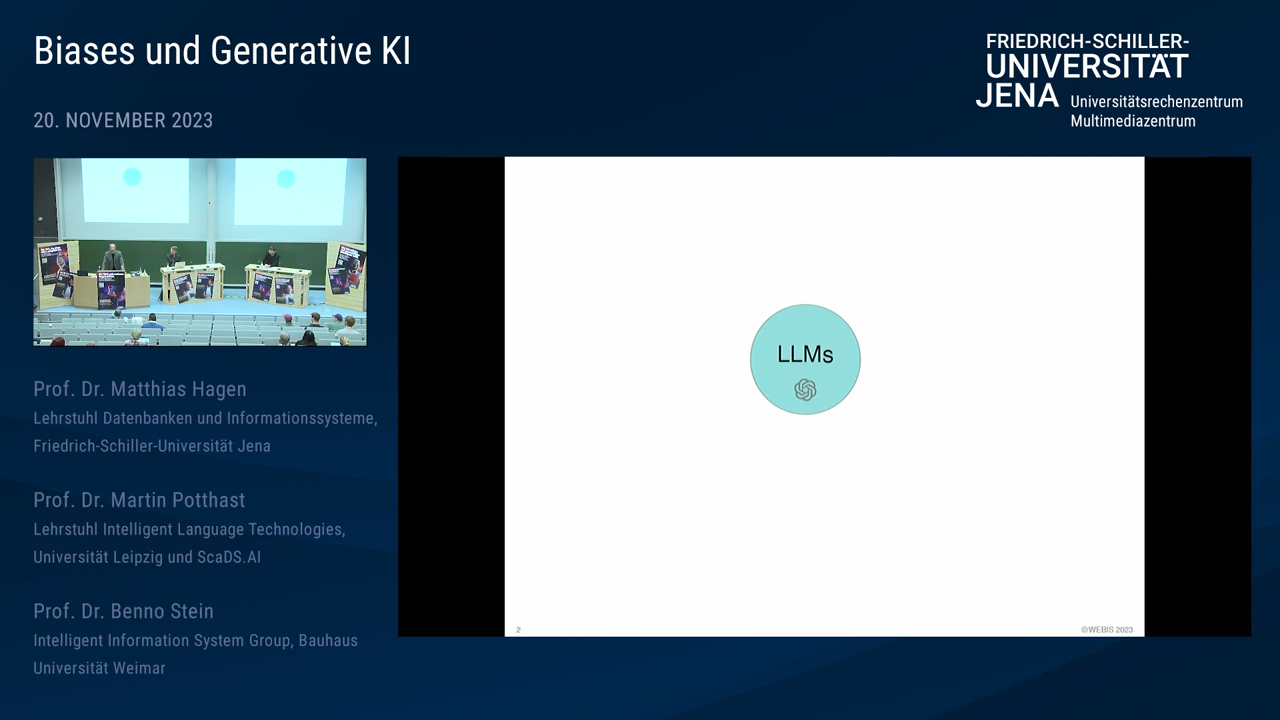 Biases und Generative KI
20. NOVEMBER 2023
FRIEDRICH-SCHILLER-
UNIVERSITÄT
JENA Universitätsrechenzentrum
Multimediazentrum
Prof. Dr. Matthias Hagen
Lehrstuhl Datenbanken und Informationssysteme,
Friedrich-Schiller-Universität Jena
Prof. Dr. Martin Potthast
Lehrstuhl Intelligent Language Technologies,
Universität Leipzig und ScaDS.AI
Prof. Dr. Benno Stein
Intelligent Information System Group, Bauhaus
Universität Weimar
LLMs
2
©WEBIS 2023